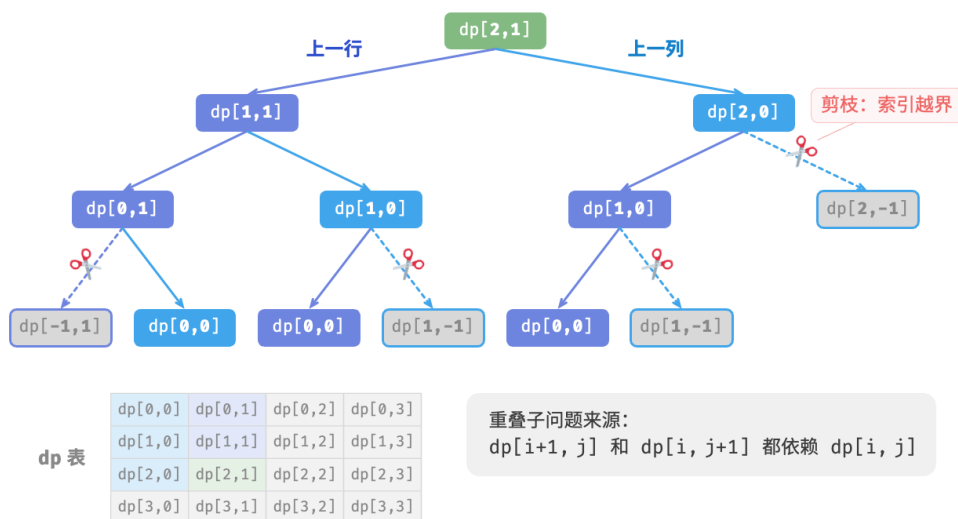 dp[2,1]
上一行
上一列
dp[1,1]
dp[2,0]
剪枝：索引越界
dp[0,1]
dp[1,0]
dp[1,0]
dp[2,-1]
dp[-1,1]
dp[0,0]
dp[0,0]
dp[1,-1]
dp[0,0]
dp[1,-1]
dp 表
dp[0,0] dp[0,1] dp[0,2] dp[0,3]
dp[1,0] dp[1,1] dp[1,2] dp[1,3]
dp[2,0] dp[2,1] dp[2,2] dp[2,3]
dp[3,0] dp[3,1] dp[3,2] dp[3,3]
重叠子问题来源：
dp[i+1, j] 和 dp[i, j+1] 都依赖 dp[i, j]